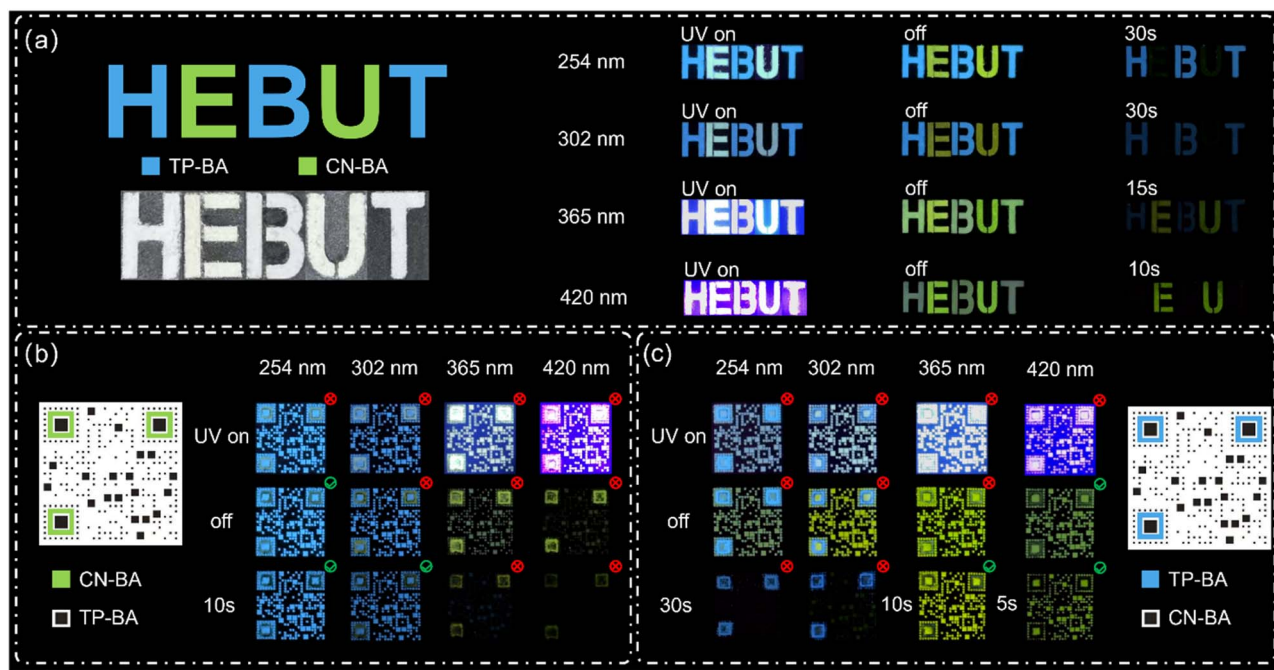 (a)
HEBUT
TP-BA CN-BA
HEBUT
254 nm
UV on off 30s
HEBUT HEBUT HEBUT
302 nm
UV on off 30s
HEBUT HEBUT H B T
365 nm
UV on off 15s
HEBUT HEBUT HEBUT
420 nm
UV on off 10s
HEBUT HEBUT E U
(b)
254 nm 302 nm 365 nm 420 nm
UV on
off
10s
CN-BA
TP-BA
(c)
254 nm 302 nm 365 nm 420 nm
UV on
off
30s 10s 5s
TP-BA
CN-BA